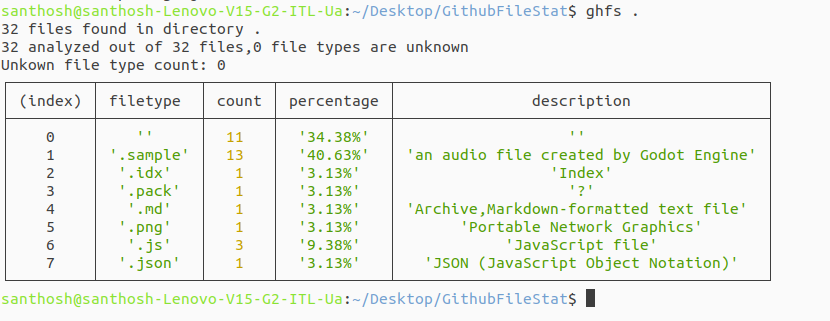 santhosh@santhosh-Lenovo-V15-G2-ITL-Ua:~/Desktop/GithubFileStat$ ghfs .
32 files found in directory .
32 analyzed out of 32 files,0 file types are unknown
Unkown file type count: 0
(index) filetype count percentage description
0 '' 11 '34.38%' ''
1 '.sample' 13 '40.63%' 'an audio file created by Godot Engine'
2 '.idx' 1 '3.13%' 'Index'
3 '.pack' 1 '3.13%' '?'
4 '.md' 1 '3.13%' 'Archive,Markdown-formatted text file'
5 '.png' 1 '3.13%' 'Portable Network Graphics'
6 '.js' 3 '9.38%' 'JavaScript file'
7 '.json' 1 '3.13%' 'JSON (JavaScript Object Notation)'
santhosh@santhosh-Lenovo-V15-G2-ITL-Ua:~/Desktop/GithubFileStat$